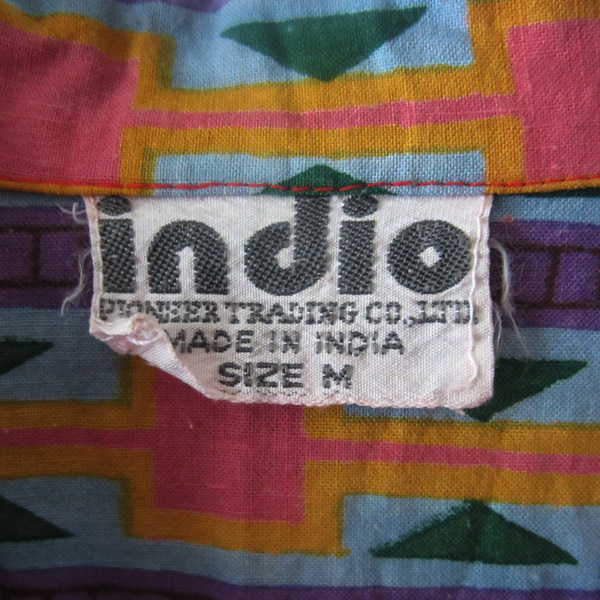 indio
PIONEER TRADING CO.,LTD.
MADE IN INDIA
SIZE M